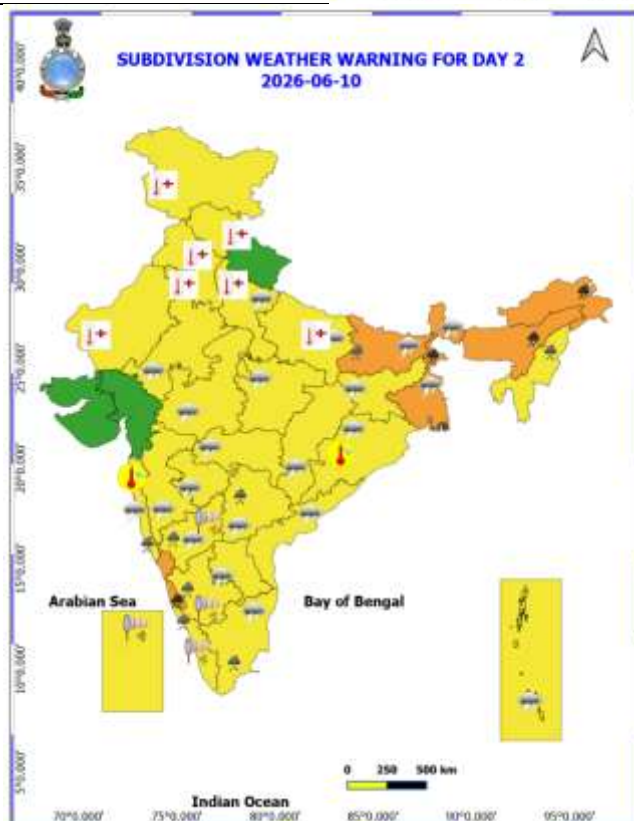 SUBDIVISION WEATHER WARNING FOR DAY 2
2026-06-10
40°0.000'
35°0.000'
30°0.000'
25°0.000'
20°0.000'
15°0.000'
10°0.000'
5°0.000'
Arabian Sea
Bay of Bengal
0 250 500 km
Indian Ocean
70°0.000' 75°0.000' 80°0.000' 85°0.000' 90°0.000' 95°0.000'